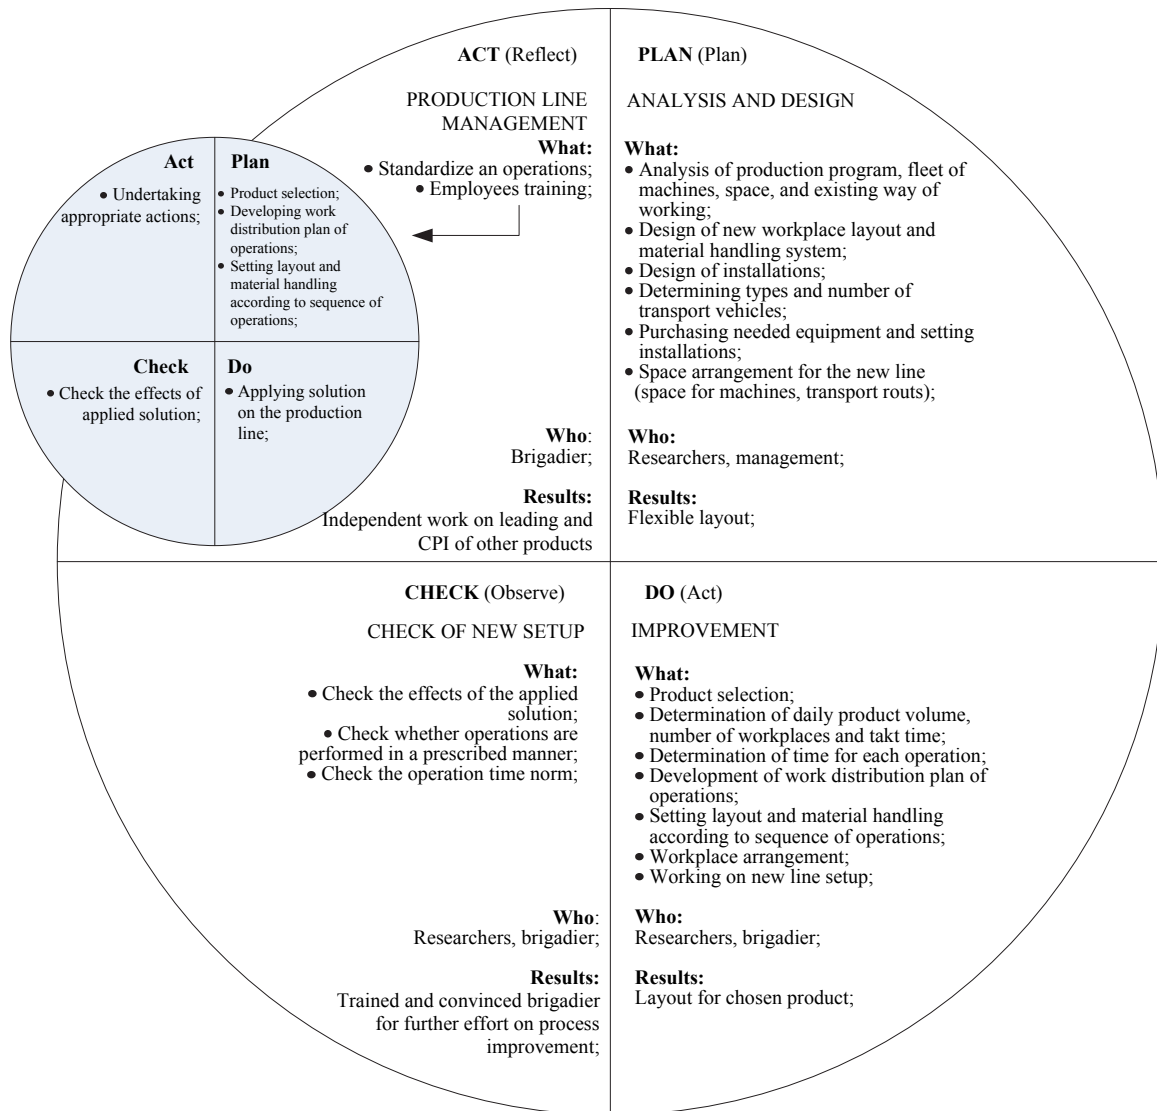 ACT (Reflect)
PRODUCTION LINE
MANAGEMENT
What:
• Standardize an operations;
• Employees training;
Who:
Brigadier;
Results:
Independent work on leading and
CPI of other products
PLAN (Plan)
ANALYSIS AND DESIGN
What:
• Analysis of production program, fleet of
machines, space, and existing way of
working;
• Design of new workplace layout and
material handling system;
• Design of installations;
• Determining types and number of
transport vehicles;
• Purchasing needed equipment and setting
installations;
• Space arrangement for the new line
(space for machines, transport routs);
Who:
Researchers, management;
Results:
Flexible layout;
Act
• Undertaking
appropriate actions;
Plan
• Product selection;
• Developing work
distribution plan of
operations;
• Setting layout and
material handling
according to sequence of
operations;
Check
• Check the effects of
applied solution;
Do
• Applying solution
on the production
line;
CHECK (Observe)
CHECK OF NEW SETUP
What:
• Check the effects of the applied
solution;
• Check whether operations are
performed in a prescribed manner;
• Check the operation time norm;
Who:
Researchers, brigadier;
Results:
Trained and convinced brigadier
for further effort on process
improvement;
DO (Act)
IMPROVEMENT
What:
• Product selection;
• Determination of daily product volume,
number of workplaces and takt time;
• Determination of time for each operation;
• Development of work distribution plan of
operations;
• Setting layout and material handling
according to sequence of operations;
• Workplace arrangement;
• Working on new line setup;
Who:
Researchers, brigadier;
Results:
Layout for chosen product;